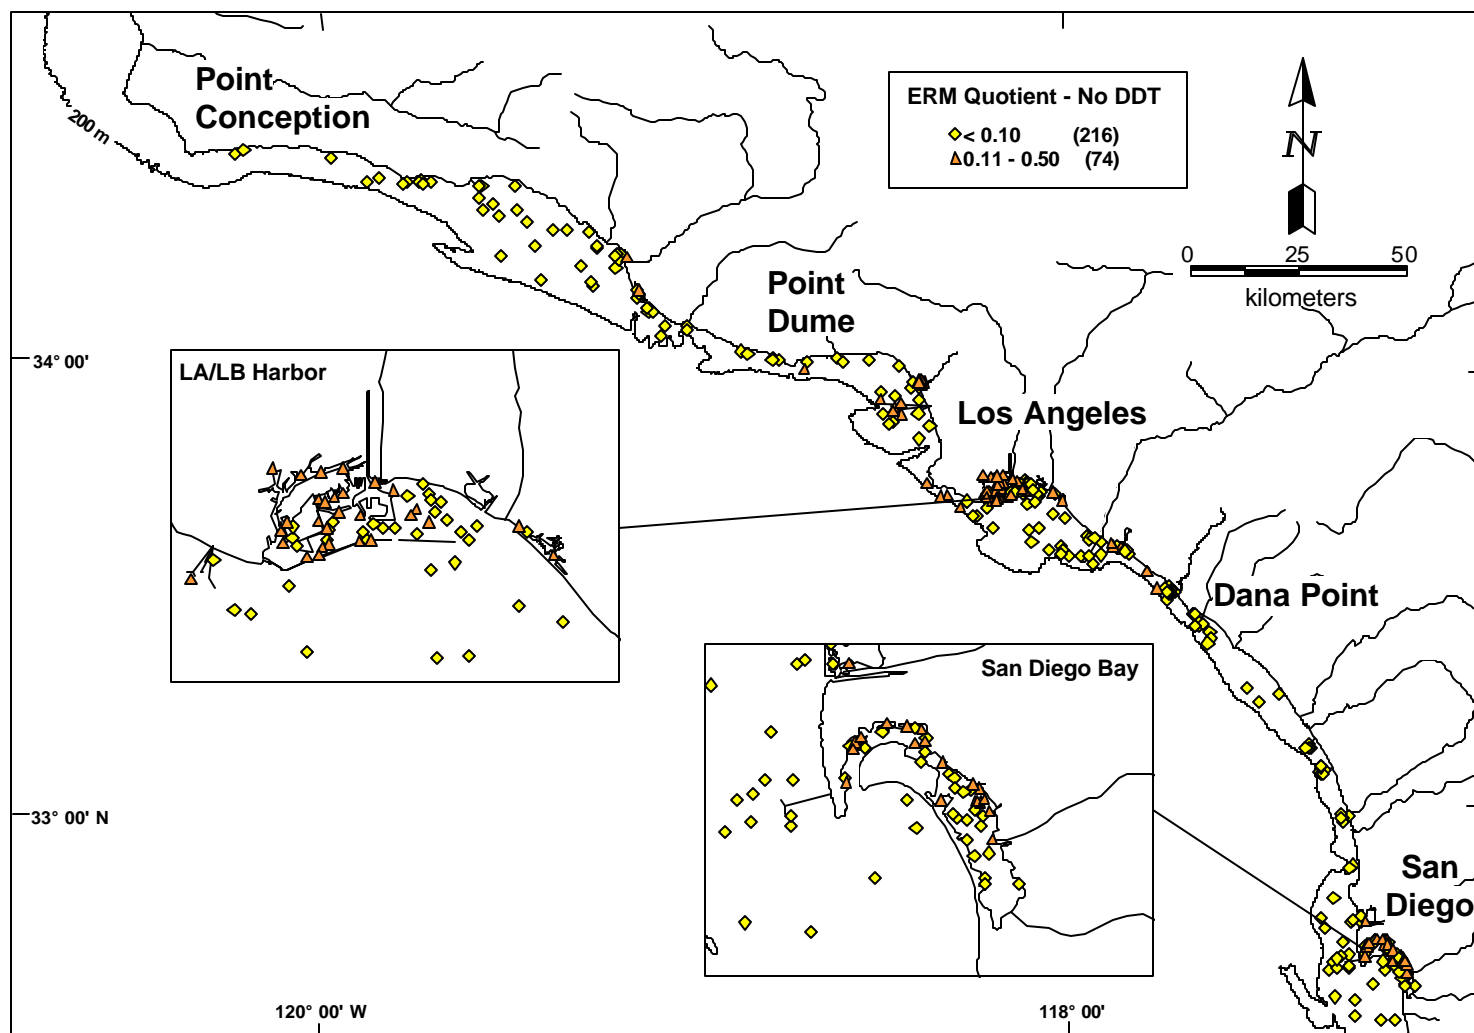 Point
Conception
200 m
ERM Quotient - No DDT
< 0.10 (216)
0.11 - 0.50 (74)
N
0 25 50
kilometers
Point
Dume
34° 00'
LA/LB Harbor
Los Angeles
Dana Point
San Diego Bay
33° 00' N
San
Diego
120° 00' W
118° 00'